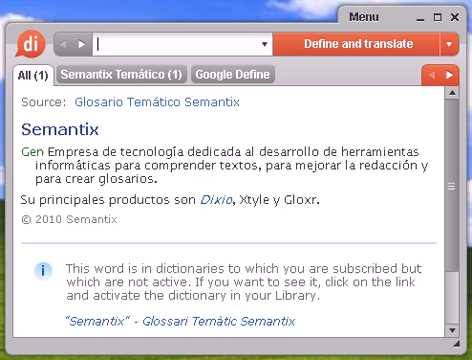 Menu
di
Define and translate
All (1)
Semantix Temático (1)
Google Define
Source: Glosario Temático Semantix
Semantix
Gen Empresa de tecnología dedicada al desarrollo de herramientas
informáticas para comprender textos, para mejorar la redacción y
para crear glosarios.
Su principales productos son Dixio, Xtyle y Gloxr.
© 2010 Semantix
i
This word is in dictionaries to which you are subscribed but
which are not active. If you want to see it, click on the link
and activate the dictionary in your Library.
"Semantix" - Glossari Temàtic Semantix